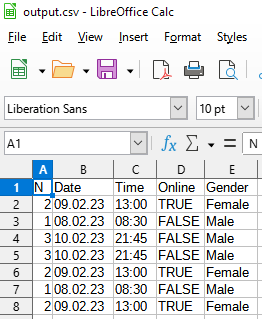 output.csv - LibreOffice Calc
File Edit View Insert Format Styles
Liberation Sans 10 pt
A1 fx Σ = N
A B C D E
1 N Date Time Online Gender
2 2 09.02.23 13:00 TRUE Female
3 1 08.02.23 08:30 FALSE Male
4 3 10.02.23 21:45 FALSE Male
5 3 10.02.23 21:45 FALSE Male
6 2 09.02.23 13:00 TRUE Female
7 1 08.02.23 08:30 FALSE Male
8 2 09.02.23 13:00 TRUE Female